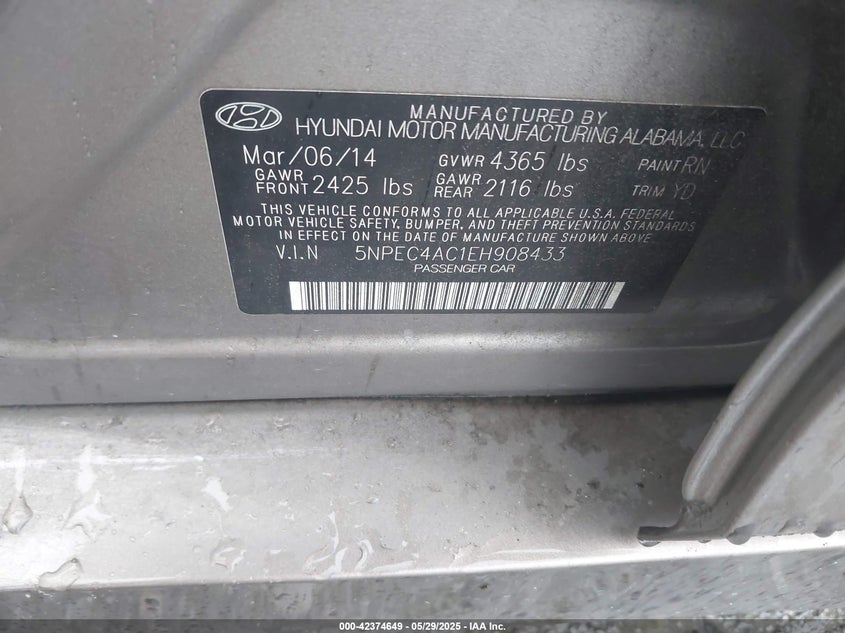 MANUFACTURED BY
HYUNDAI MOTOR MANUFACTURING ALABAMA, LLC
Mar/06/14 GVWR 4365 lbs PAINT RN
GAWR FRONT 2425 lbs GAWR REAR 2116 lbs TRIM YD
THIS VEHICLE CONFORMS TO ALL APPLICABLE U.S.A. FEDERAL
MOTOR VEHICLE SAFETY, BUMPER, AND THEFT PREVENTION STANDARDS
IN EFFECT ON THE DATE OF MANUFACTURE SHOWN ABOVE.
V.I.N 5NPEC4AC1EH908433
PASSENGER CAR
000-42374649 - 05/29/2025 - IAA Inc.